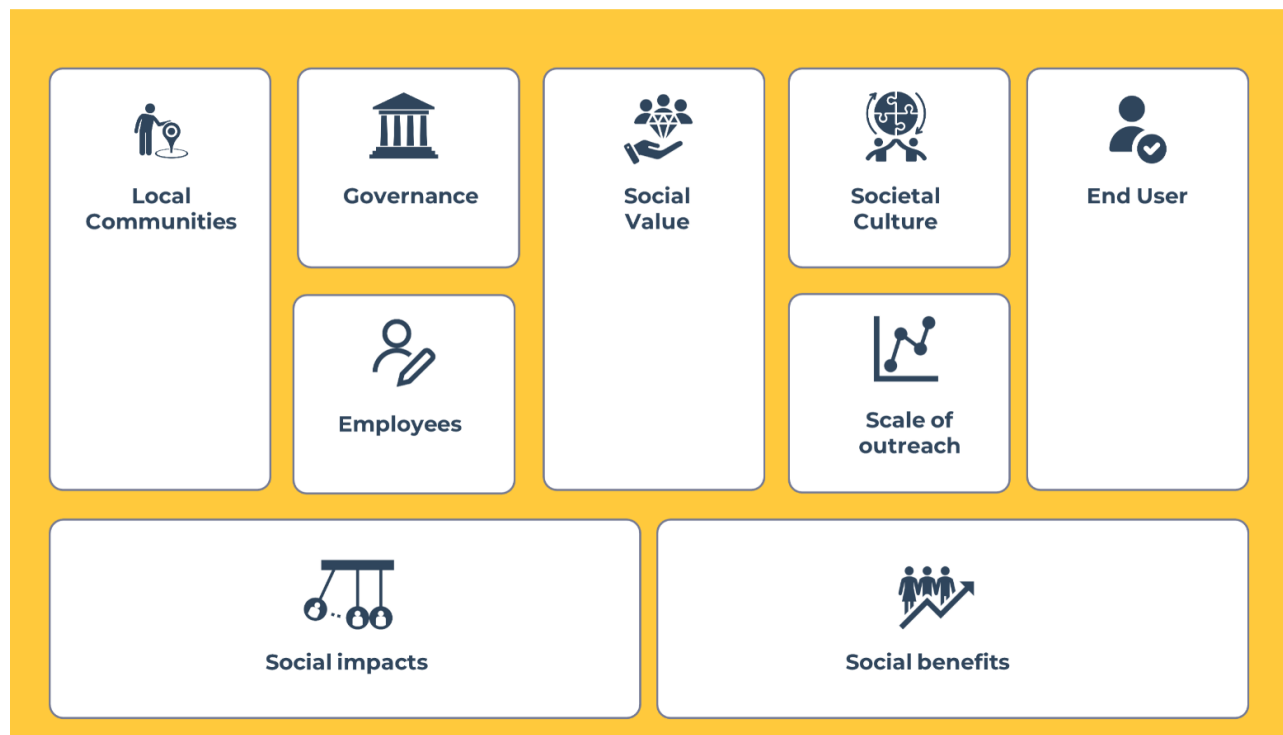 Local
Communities
Governance
Employees
Social
Value
Societal
Culture
Scale of
outreach
End User
Social impacts
Social benefits